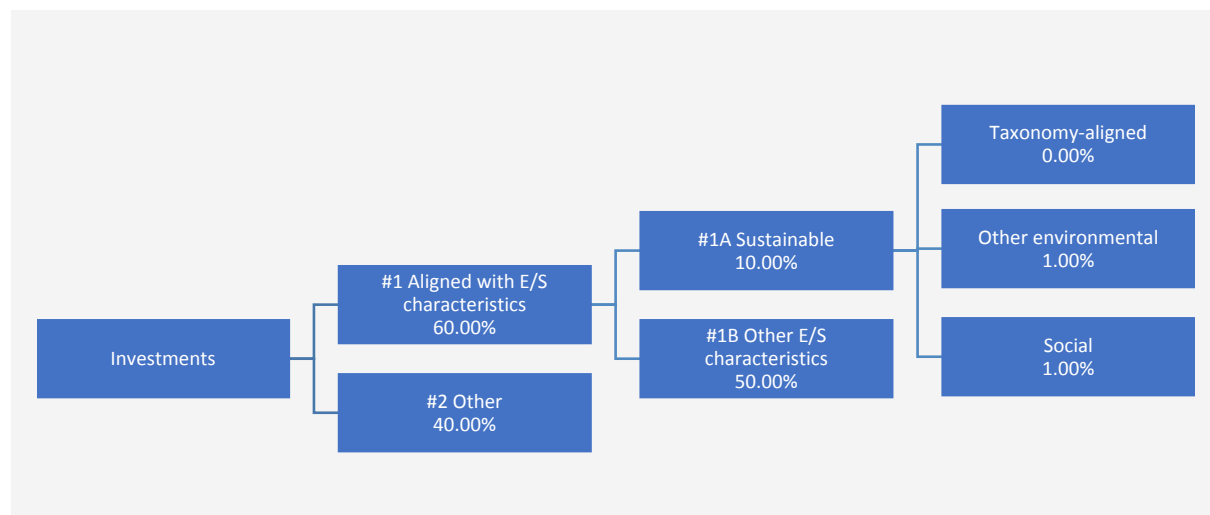 Investments
#1 Aligned with E/S
characteristics
60.00%
#2 Other
40.00%
#1A Sustainable
10.00%
#1B Other E/S
characteristics
50.00%
Taxonomy-aligned
0.00%
Other environmental
1.00%
Social
1.00%